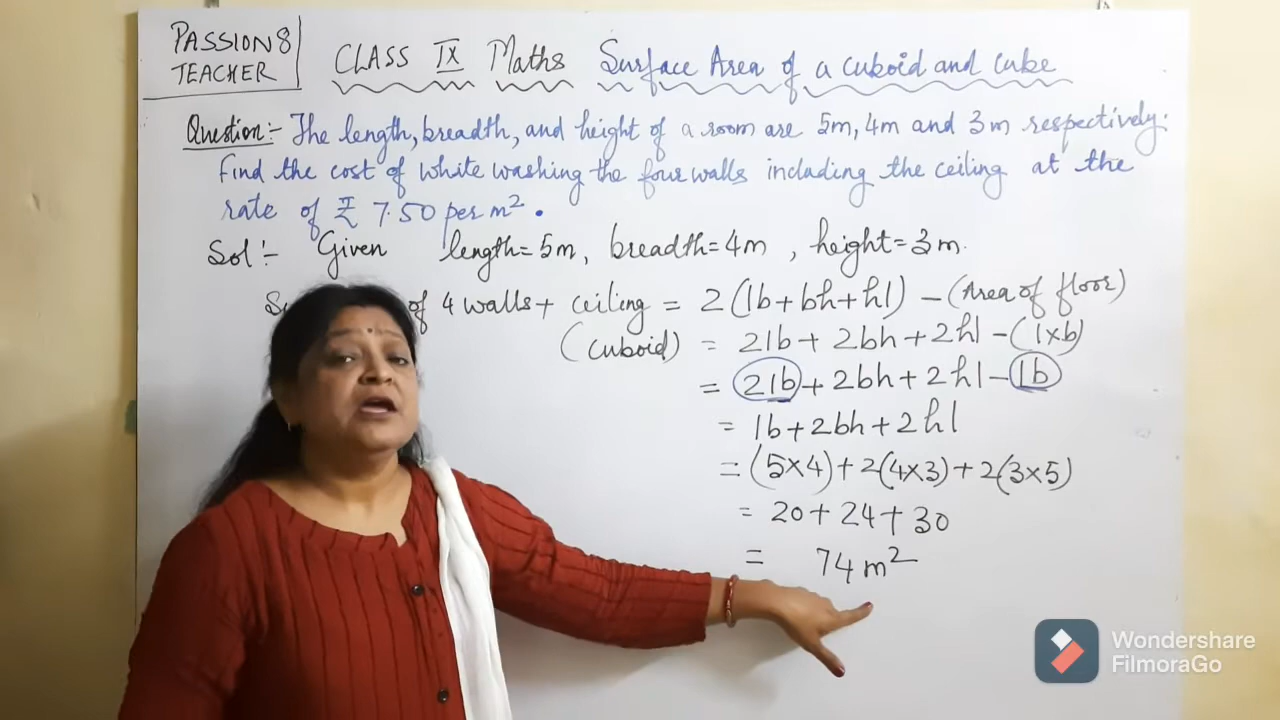 PASSION8
TEACHER
CLASS IX Maths Surface Area of a cuboid and cube
Question:- The length, breadth, and height of a room are 5m, 4m and 3m respectively.
Find the cost of white washing the four walls including the ceiling at the
rate of ₹ 7.50 per m².
Sol:- Given length=5m, breadth=4m, height=3m.
of 4 walls + ceiling = 2(lb+bh+hl) - (Area of floor)
(cuboid) = 2lb+2bh+2hl-(l×b)
= 2lb+2bh+2hl-lb
= lb+2bh+2hl
= (5×4)+2(4×3)+2(3×5)
= 20+24+30
= 74m²
Wondershare
FilmoraGo